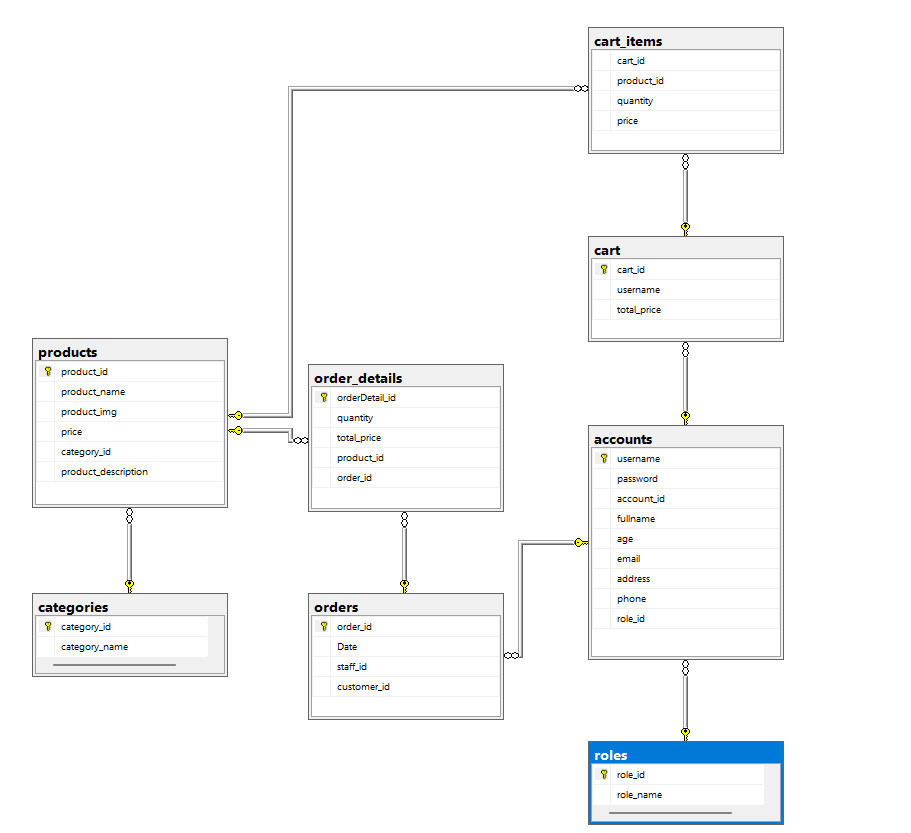 cart_items
cart_id
product_id
quantity
price
cart
cart_id
username
total_price
products
product_id
product_name
product_img
price
category_id
product_description
order_details
orderDetail_id
quantity
total_price
product_id
order_id
accounts
username
password
account_id
fullname
age
email
address
phone
role_id
categories
category_id
category_name
orders
order_id
Date
staff_id
customer_id
roles
role_id
role_name